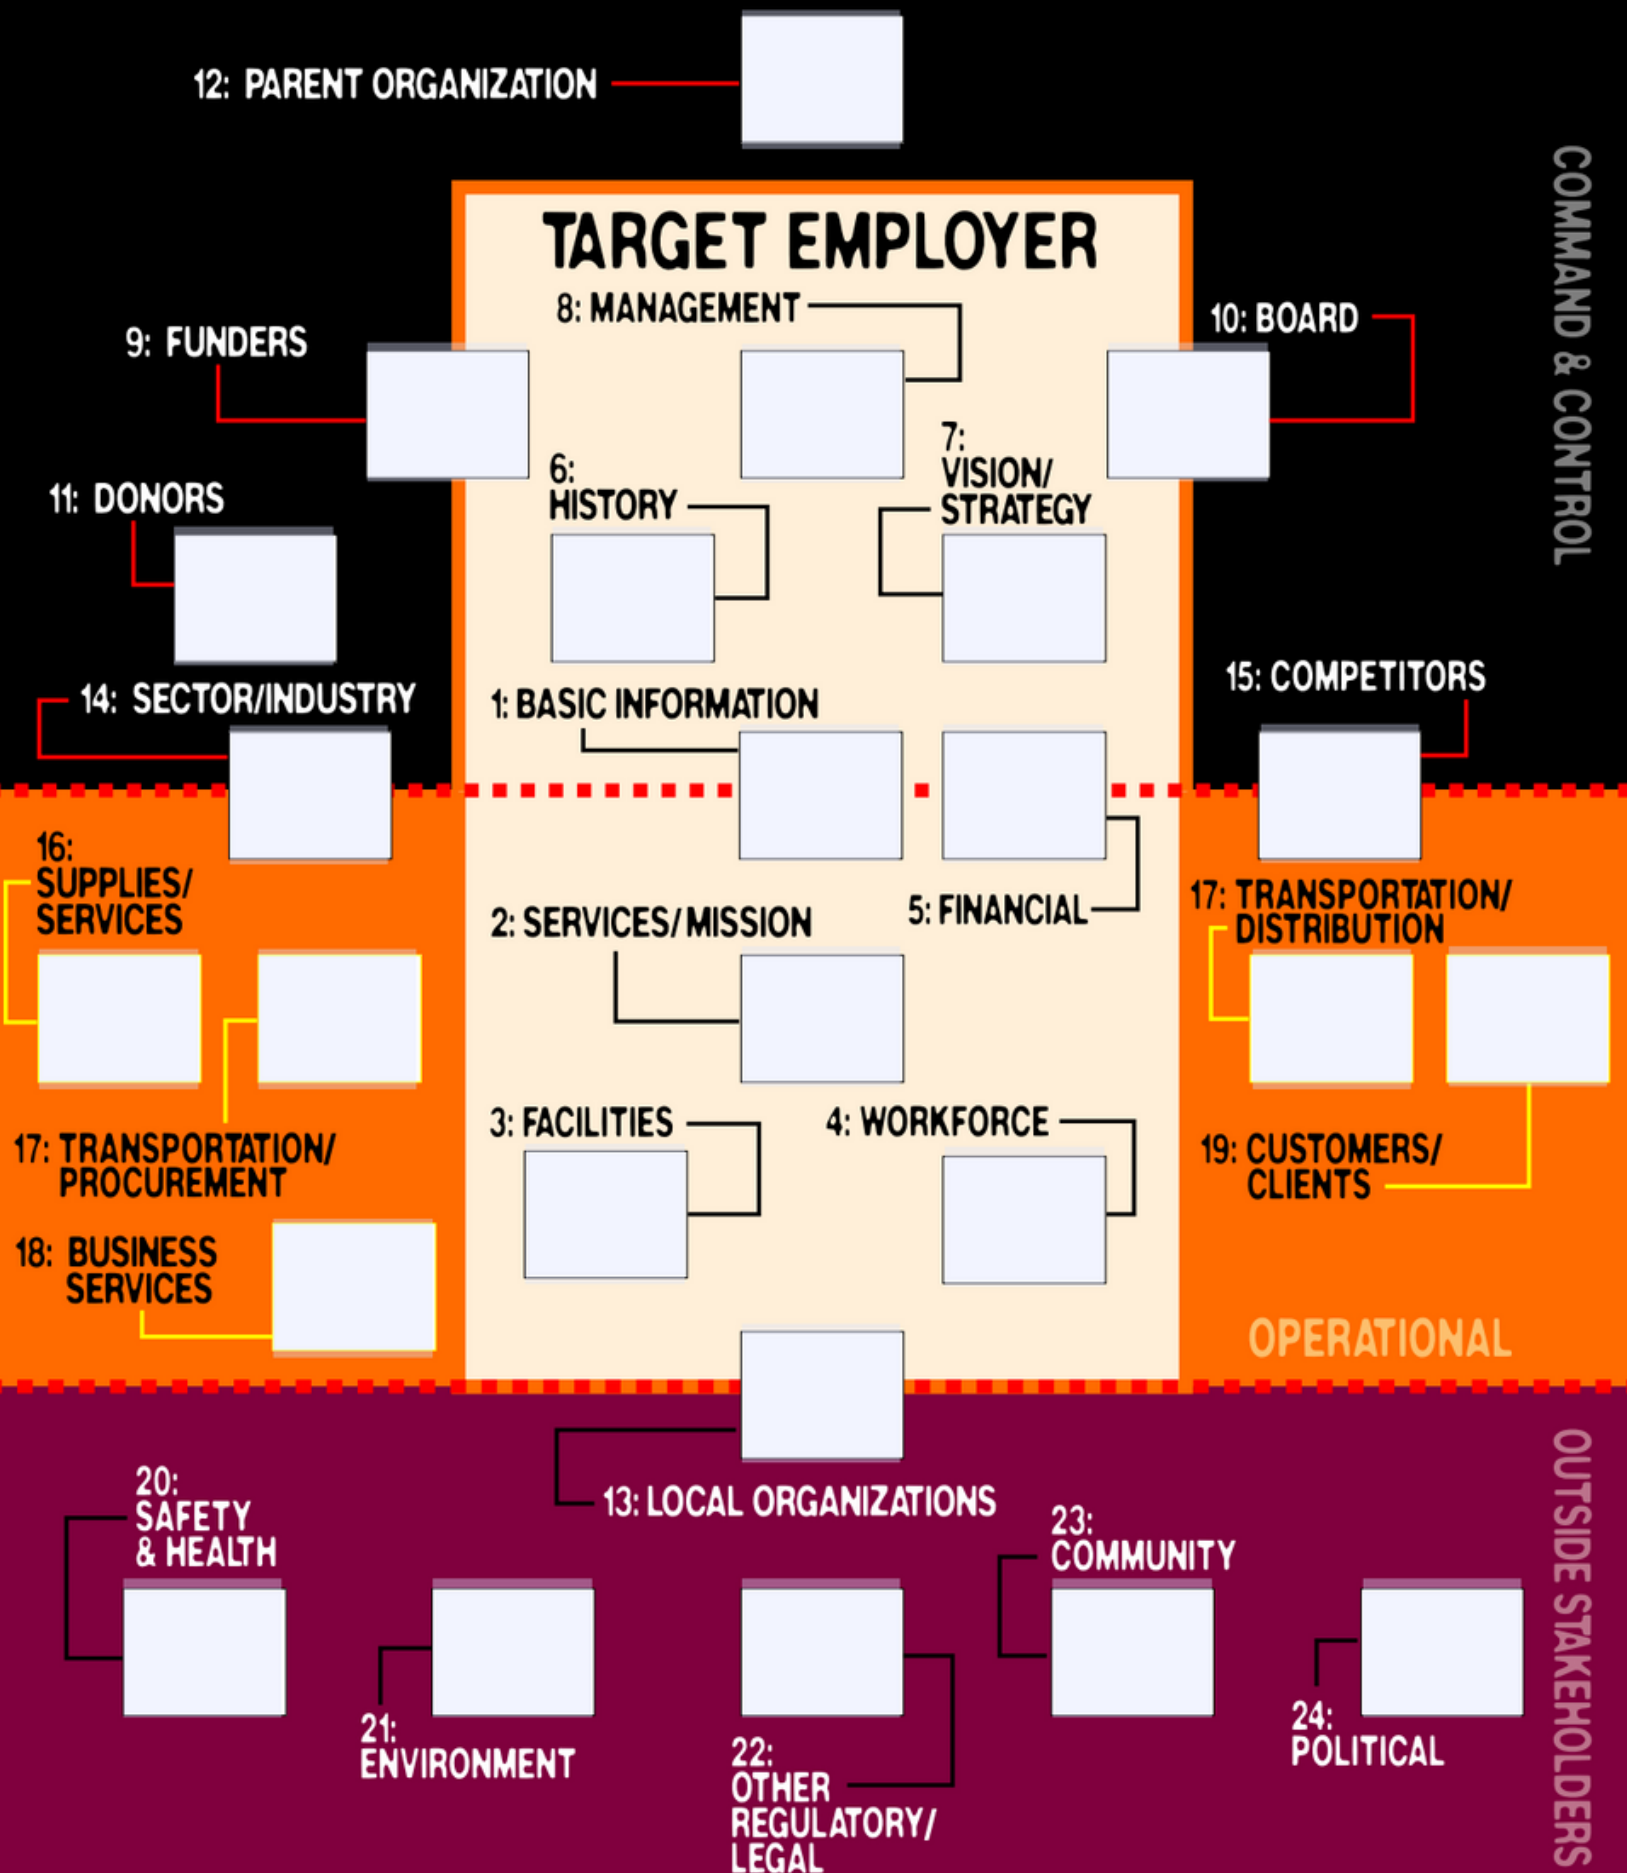 12: PARENT ORGANIZATION
COMMAND & CONTROL
TARGET EMPLOYER
8: MANAGEMENT
9: FUNDERS
10: BOARD
7:
VISION/
STRATEGY
6:
HISTORY
11: DONORS
14: SECTOR/INDUSTRY
1: BASIC INFORMATION
15: COMPETITORS
16:
SUPPLIES/
SERVICES
2: SERVICES/MISSION
5: FINANCIAL
17: TRANSPORTATION/
DISTRIBUTION
3: FACILITIES
4: WORKFORCE
17: TRANSPORTATION/
PROCUREMENT
19: CUSTOMERS/
CLIENTS
18: BUSINESS
SERVICES
OPERATIONAL
OUTSIDE STAKEHOLDERS
13: LOCAL ORGANIZATIONS
20:
SAFETY
& HEALTH
23:
COMMUNITY
21:
ENVIRONMENT
22:
OTHER
REGULATORY/
LEGAL
24:
POLITICAL